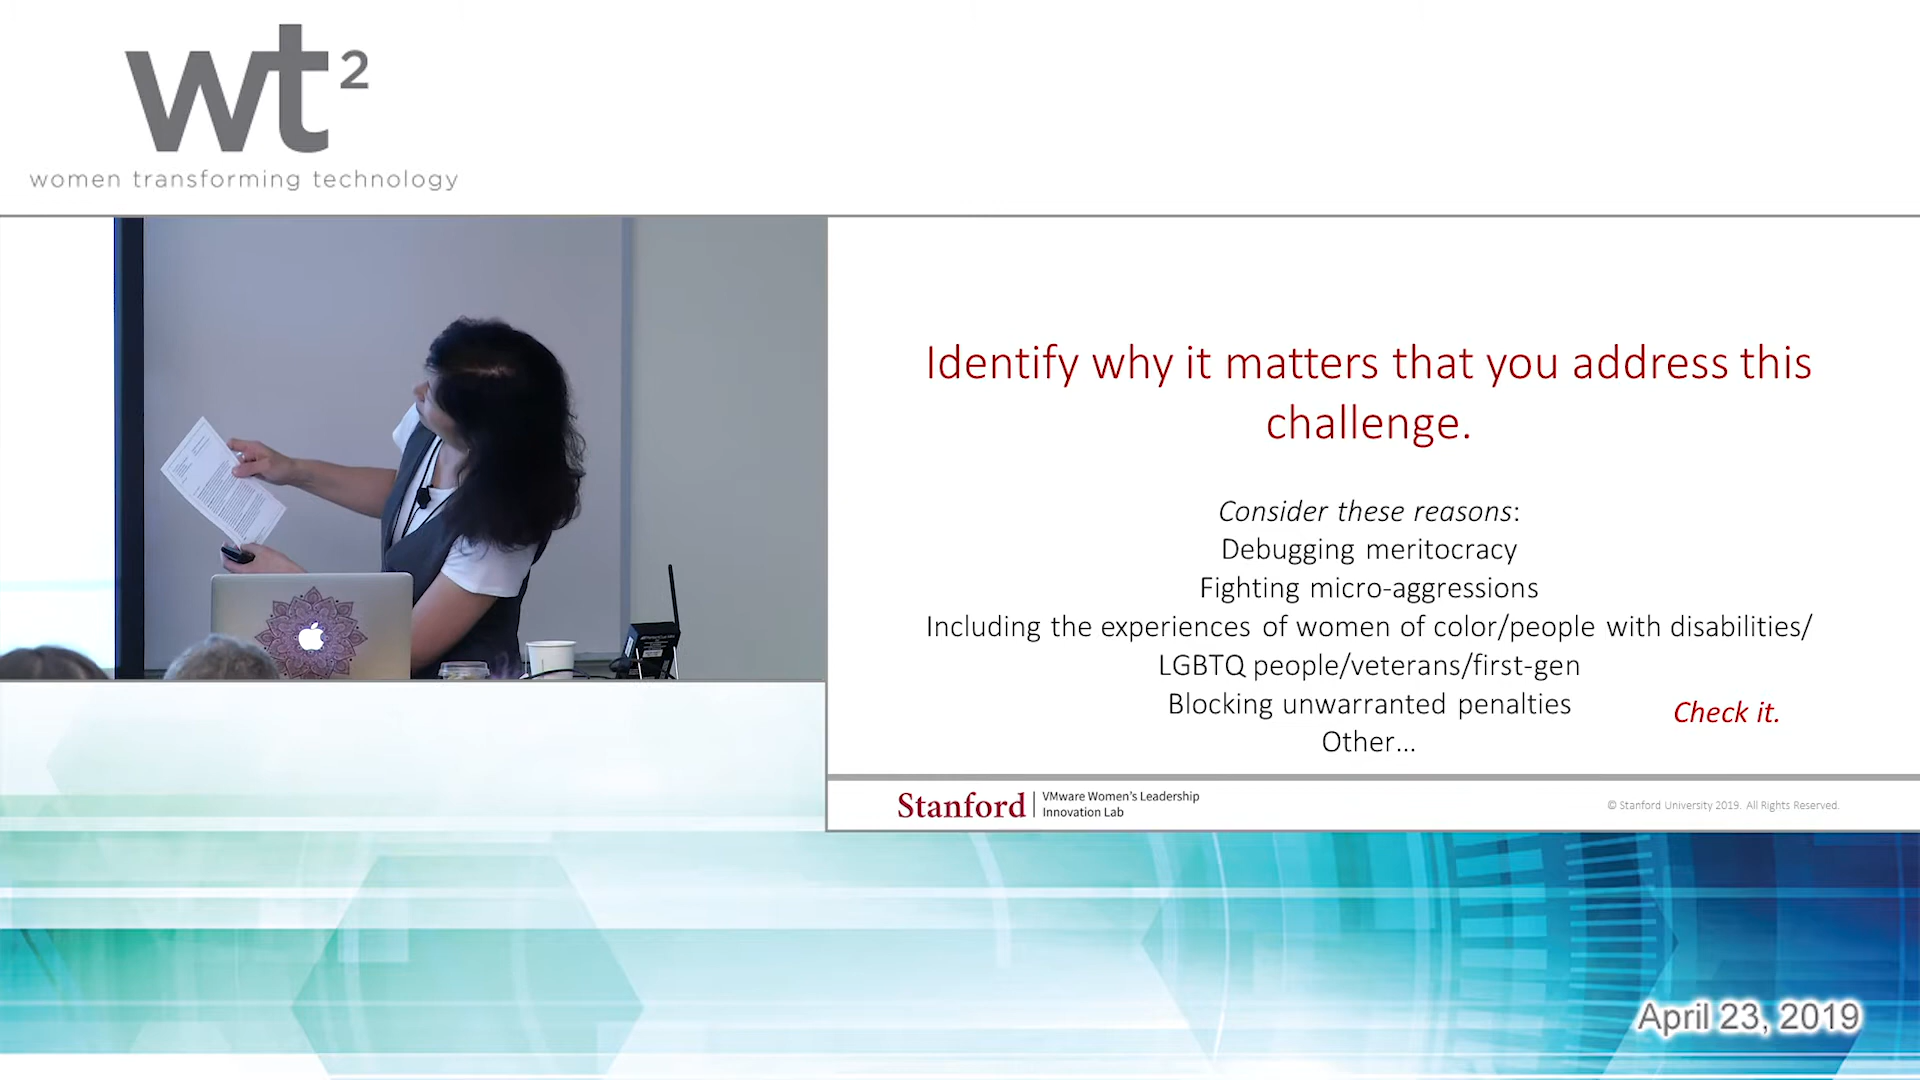 wt²
women transforming technology
Identify why it matters that you address this
challenge.
Consider these reasons:
Debugging meritocracy
Fighting micro-aggressions
Including the experiences of women of color/people with disabilities/
LGBTQ people/veterans/first-gen
Blocking unwarranted penalties
Check it.
Other...
Stanford
VMware Women's Leadership
Innovation Lab
© Stanford University 2019. All Rights Reserved.
April 23, 2019